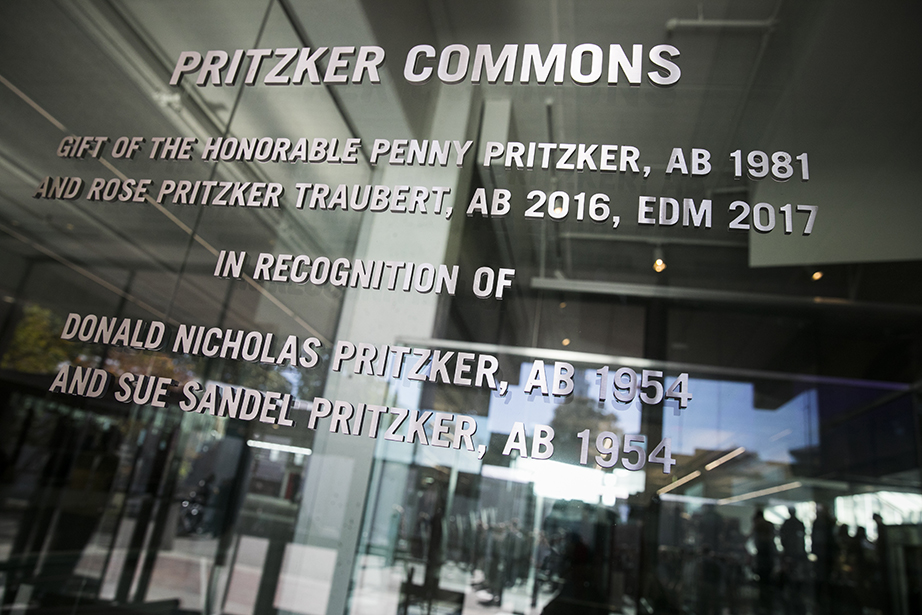 PRITZKER COMMONS
GIFT OF THE HONORABLE PENNY PRITZKER, AB 1981
AND ROSE PRITZKER TRAUBERT, AB 2016, EDM 2017
IN RECOGNITION OF
DONALD NICHOLAS PRITZKER, AB 1954
AND SUE SANDEL PRITZKER, AB 1954